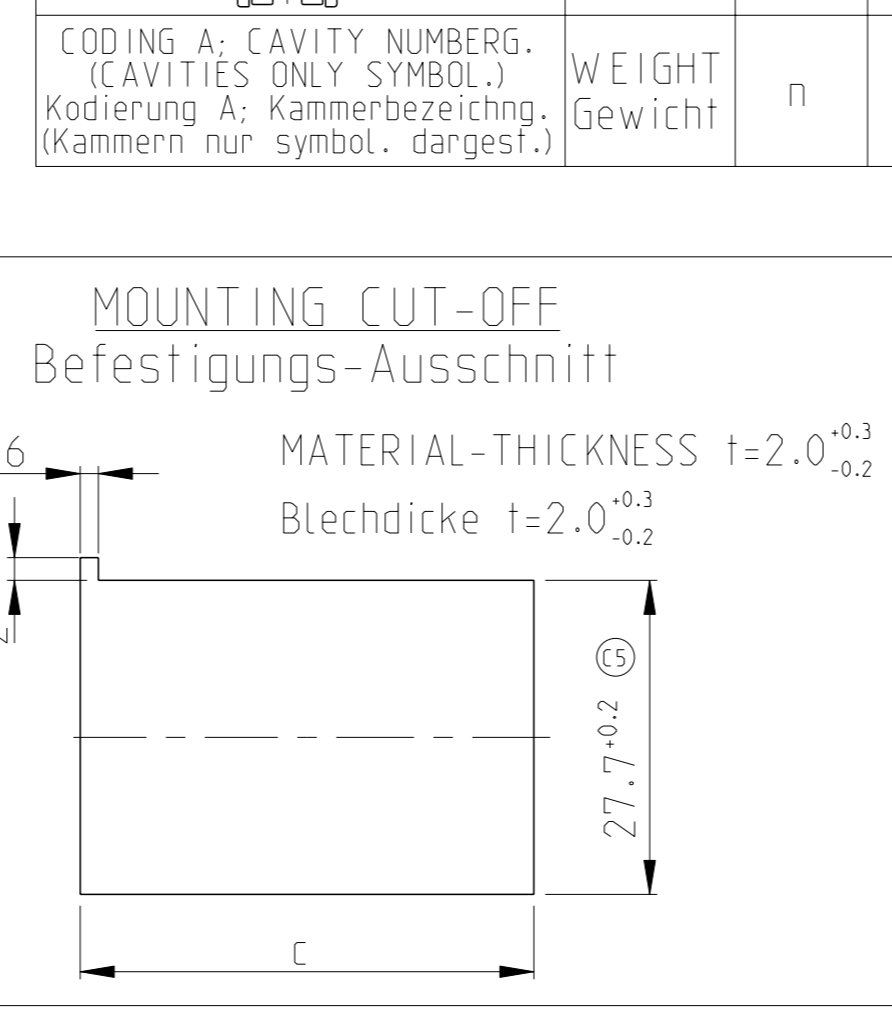 CODING A; CAVITY NUMBERG.
(CAVITIES ONLY SYMBOL.)
Kodierung A; Kammerbezeichng.
(Kammern nur symbol. dargest.)
WEIGHT
Gewicht
n
MOUNTING CUT-OFF
Befestigungs-Ausschnitt
6
MATERIAL-THICKNESS t=2.0 +0.3 -0.2
Blechdicke t=2.0 +0.3 -0.2
27.7 +0.2 C5
C